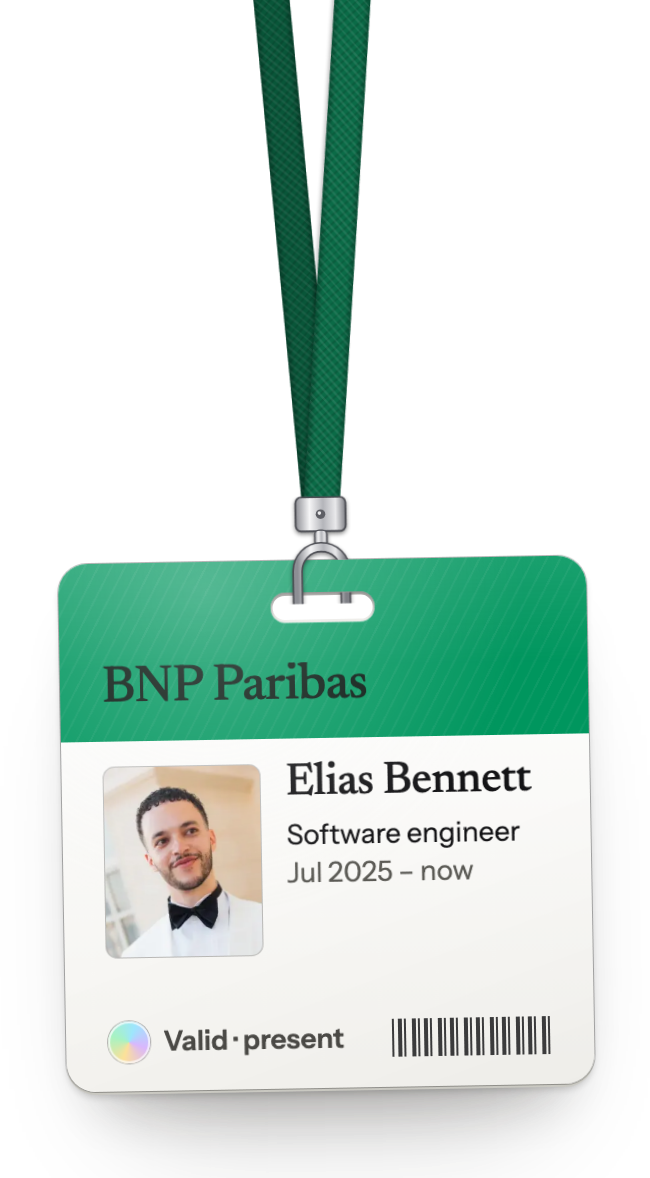 BNP Paribas
Elias Bennett
Software engineer
Jul 2025 – now
Valid · present